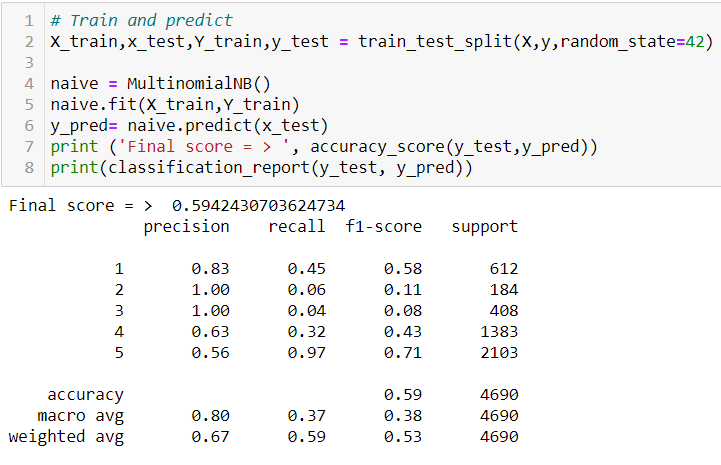 1 # Train and predict
2 X_train,x_test,Y_train,y_test = train_test_split(X,y,random_state=42)
3
4 naive = MultinomialNB()
5 naive.fit(X_train,Y_train)
6 y_pred= naive.predict(x_test)
7 print ('Final score = > ', accuracy_score(y_test,y_pred))
8 print(classification_report(y_test, y_pred))
Final score = >  0.5942430703624734
precision recall f1-score support
1 0.83 0.45 0.58 612
2 1.00 0.06 0.11 184
3 1.00 0.04 0.08 408
4 0.63 0.32 0.43 1383
5 0.56 0.97 0.71 2103
accuracy 0.59 4690
macro avg 0.80 0.37 0.38 4690
weighted avg 0.67 0.59 0.53 4690